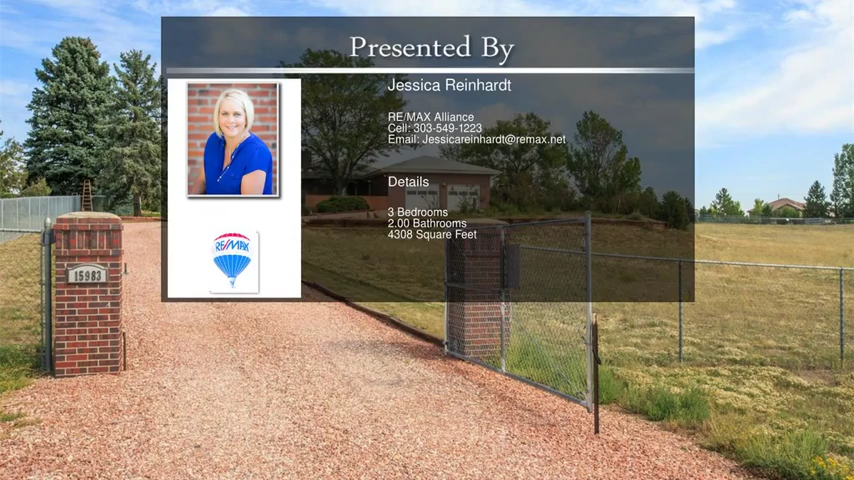 Presented By
Jessica Reinhardt
RE/MAX Alliance
Cell: 303-549-1223
Email: Jessicareinhardt@remax.net
Details
3 Bedrooms
2.00 Bathrooms
4308 Square Feet
RE/MAX
15983